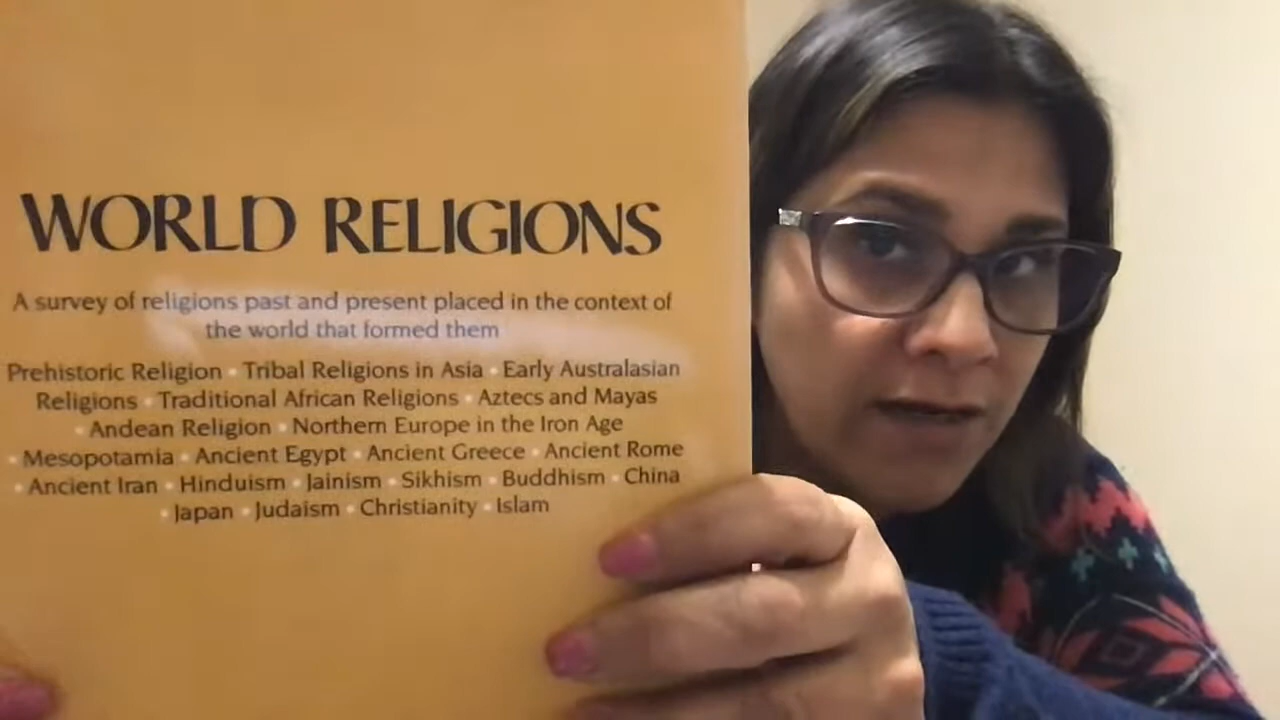 WORLD RELIGIONS
A survey of religions past and present placed in the context of
the world that formed them
Prehistoric Religion • Tribal Religions in Asia • Early Australasian
Religions • Traditional African Religions • Aztecs and Mayas
• Andean Religion • Northern Europe in the Iron Age
• Mesopotamia • Ancient Egypt • Ancient Greece • Ancient Rome
• Ancient Iran • Hinduism • Jainism • Sikhism • Buddhism • China
• Japan • Judaism • Christianity • Islam